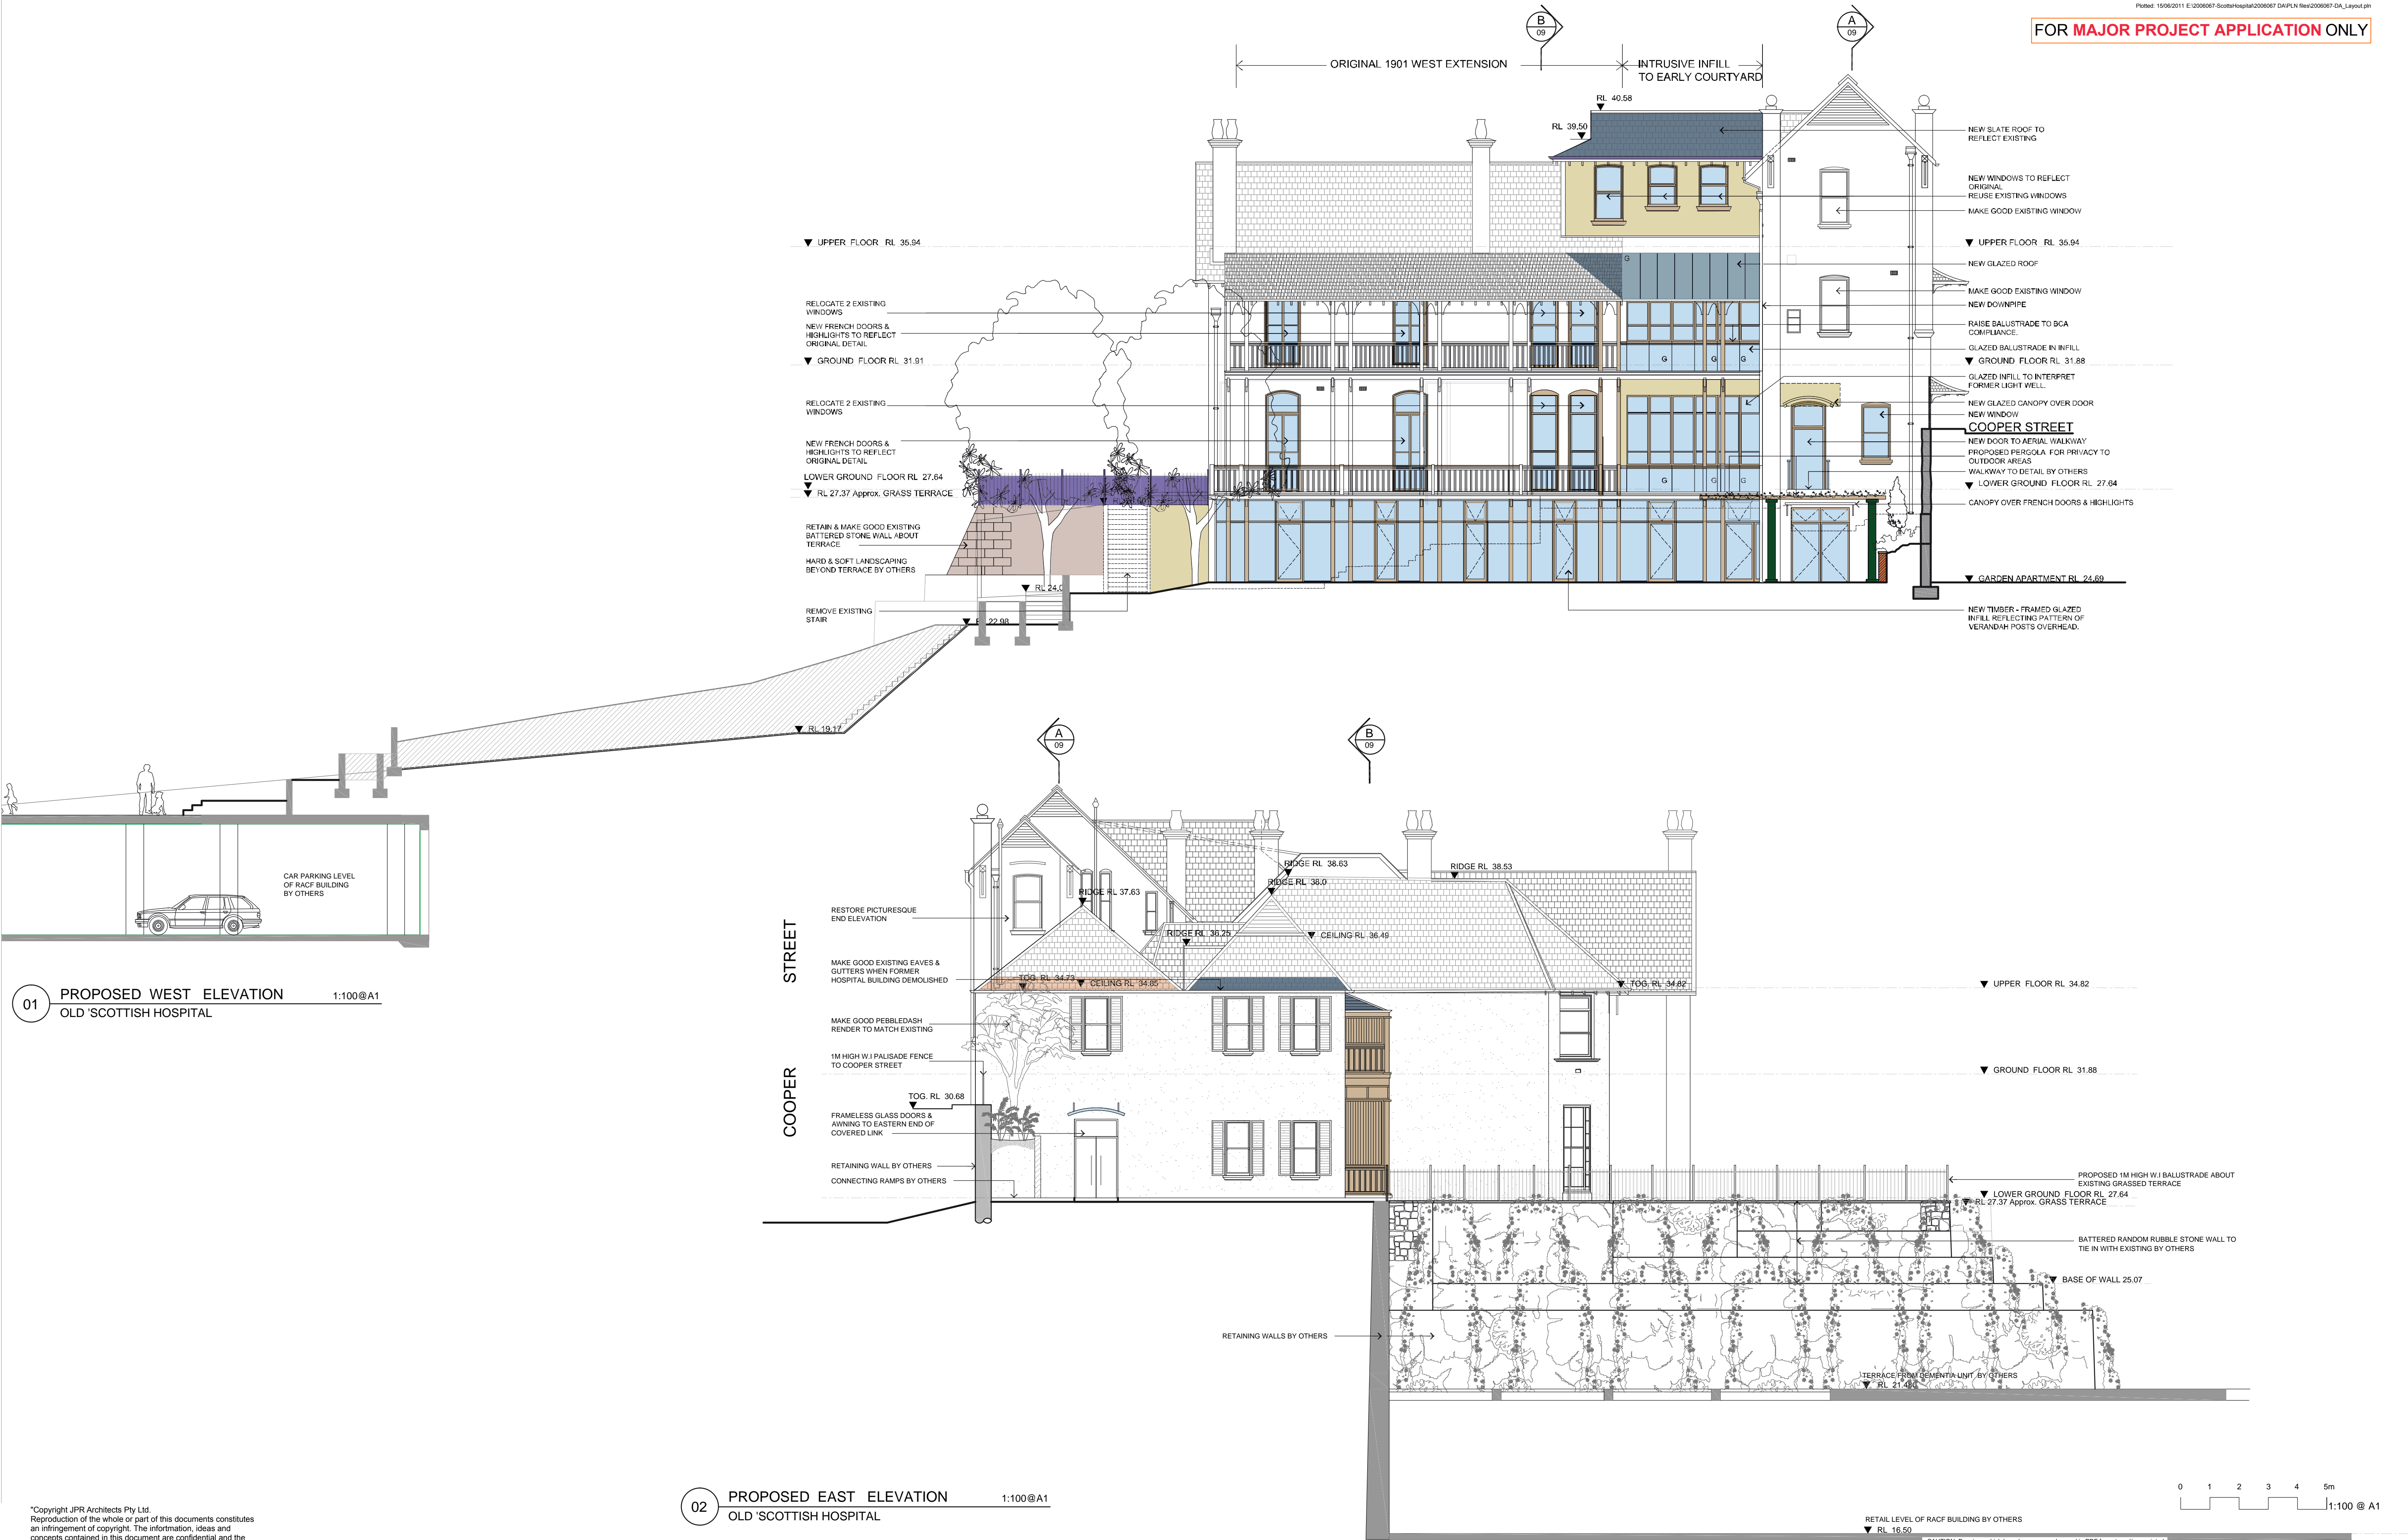 Plotted: 15/06/2011 E:\2006067-ScottsHospital\2006067 DA\PLN files\2006067-DA_Layout.pln
FOR MAJOR PROJECT APPLICATION ONLY
B
09
A
09
ORIGINAL 1901 WEST EXTENSION
INTRUSIVE INFILL
TO EARLY COURTYARD
RL 40.58
RL 39.50
NEW SLATE ROOF TO
REFLECT EXISTING
NEW WINDOWS TO REFLECT
ORIGINAL
REUSE EXISTING WINDOWS
MAKE GOOD EXISTING WINDOW
UPPER FLOOR RL 35.94
UPPER FLOOR RL 35.94
G
NEW GLAZED ROOF
MAKE GOOD EXISTING WINDOW
NEW DOWNPIPE
RAISE BALUSTRADE TO BCA
COMPLIANCE.
GLAZED BALUSTRADE IN INFILL
GROUND FLOOR RL 31.88
GLAZED INFILL TO INTERPRET
FORMER LIGHT WELL.
NEW GLAZED CANOPY OVER DOOR
NEW WINDOW
COOPER STREET
NEW DOOR TO AERIAL WALKWAY
PROPOSED PERGOLA FOR PRIVACY TO
OUTDOOR AREAS
WALKWAY TO DETAIL BY OTHERS
LOWER GROUND FLOOR RL 27.64
CANOPY OVER FRENCH DOORS & HIGHLIGHTS
GARDEN APARTMENT RL 24.69
NEW TIMBER - FRAMED GLAZED
INFILL REFLECTING PATTERN OF
VERANDAH POSTS OVERHEAD.
RELOCATE 2 EXISTING
WINDOWS
NEW FRENCH DOORS &
HIGHLIGHTS TO REFLECT
ORIGINAL DETAIL
GROUND FLOOR RL 31.91
G G G
RELOCATE 2 EXISTING
WINDOWS
NEW FRENCH DOORS &
HIGHLIGHTS TO REFLECT
ORIGINAL DETAIL
G G G
LOWER GROUND FLOOR RL 27.64
RL 27.37 Approx. GRASS TERRACE
RETAIN & MAKE GOOD EXISTING
BATTERED STONE WALL ABOUT
TERRACE
HARD & SOFT LANDSCAPING
BEYOND TERRACE BY OTHERS
RL 24.0
REMOVE EXISTING
STAIR
22.98
RL 19.17
CAR PARKING LEVEL
OF RACF BUILDING
BY OTHERS
01
PROPOSED WEST ELEVATION 1:100@A1
OLD 'SCOTTISH HOSPITAL
A
09
B
09
RIDGE RL 38.63
RIDGE RL 38.53
RIDGE RL 38.0
RIDGE RL 37.63
RIDGE RL 36.25
CEILING RL 36.49
RESTORE PICTURESQUE
END ELEVATION
MAKE GOOD EXISTING EAVES &
GUTTERS WHEN FORMER
HOSPITAL BUILDING DEMOLISHED
TOG. RL 34.73
CEILING RL 34.85
TOG. RL 34.82
UPPER FLOOR RL 34.82
MAKE GOOD PEBBLEDASH
RENDER TO MATCH EXISTING
1M HIGH W.I PALISADE FENCE
TO COOPER STREET
GROUND FLOOR RL 31.88
COOPER STREET
TOG. RL 30.68
FRAMELESS GLASS DOORS &
AWNING TO EASTERN END OF
COVERED LINK
RETAINING WALL BY OTHERS
CONNECTING RAMPS BY OTHERS
PROPOSED 1M HIGH W.I BALUSTRADE ABOUT
EXISTING GRASSED TERRACE
LOWER GROUND FLOOR RL 27.64
RL 27.37 Approx. GRASS TERRACE
BATTERED RANDOM RUBBLE STONE WALL TO
TIE IN WITH EXISTING BY OTHERS
BASE OF WALL 25.07
RETAINING WALLS BY OTHERS
TERRACE FROM DEMENTIA UNIT BY OTHERS
RL
02
PROPOSED EAST ELEVATION 1:100@A1
OLD 'SCOTTISH HOSPITAL
0 1 2 3 4 5m
1:100 @ A1
RETAIL LEVEL OF RACF BUILDING BY OTHERS
RL 16.50
"Copyright JPR Architects Pty Ltd.
Reproduction of the whole or part of this documents constitutes
an infringement of copyright. The infortmation, ideas and
concepts contained in this document are confidential and the